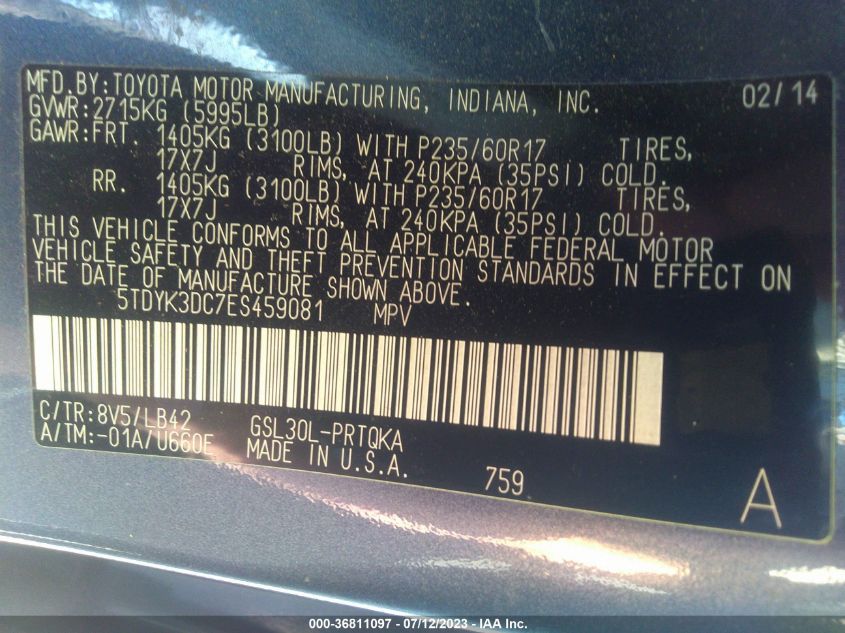 MFD.BY:TOYOTA MOTOR MANUFACTURING, INDIANA, INC. 02/14
GVWR:2715KG (5995LB)
GAWR:FRT. 1405KG (3100LB) WITH P235/60R17 TIRES,
17X7J RIMS, AT 240KPA (35PSI) COLD.
RR. 1405KG (3100LB) WITH P235/60R17 TIRES,
17X7J RIMS, AT 240KPA (35PSI) COLD.
THIS VEHICLE CONFORMS TO ALL APPLICABLE FEDERAL MOTOR
VEHICLE SAFETY AND THEFT PREVENTION STANDARDS IN EFFECT ON
THE DATE OF MANUFACTURE SHOWN ABOVE.
5TDYK3DC7ES459081 MPV
C/TR:8V5/LB42 GSL30L-PRTQKA
A/TM:-01A/U660E MADE IN U.S.A.
759 A
000-36811097 - 07/12/2023 - IAA Inc.